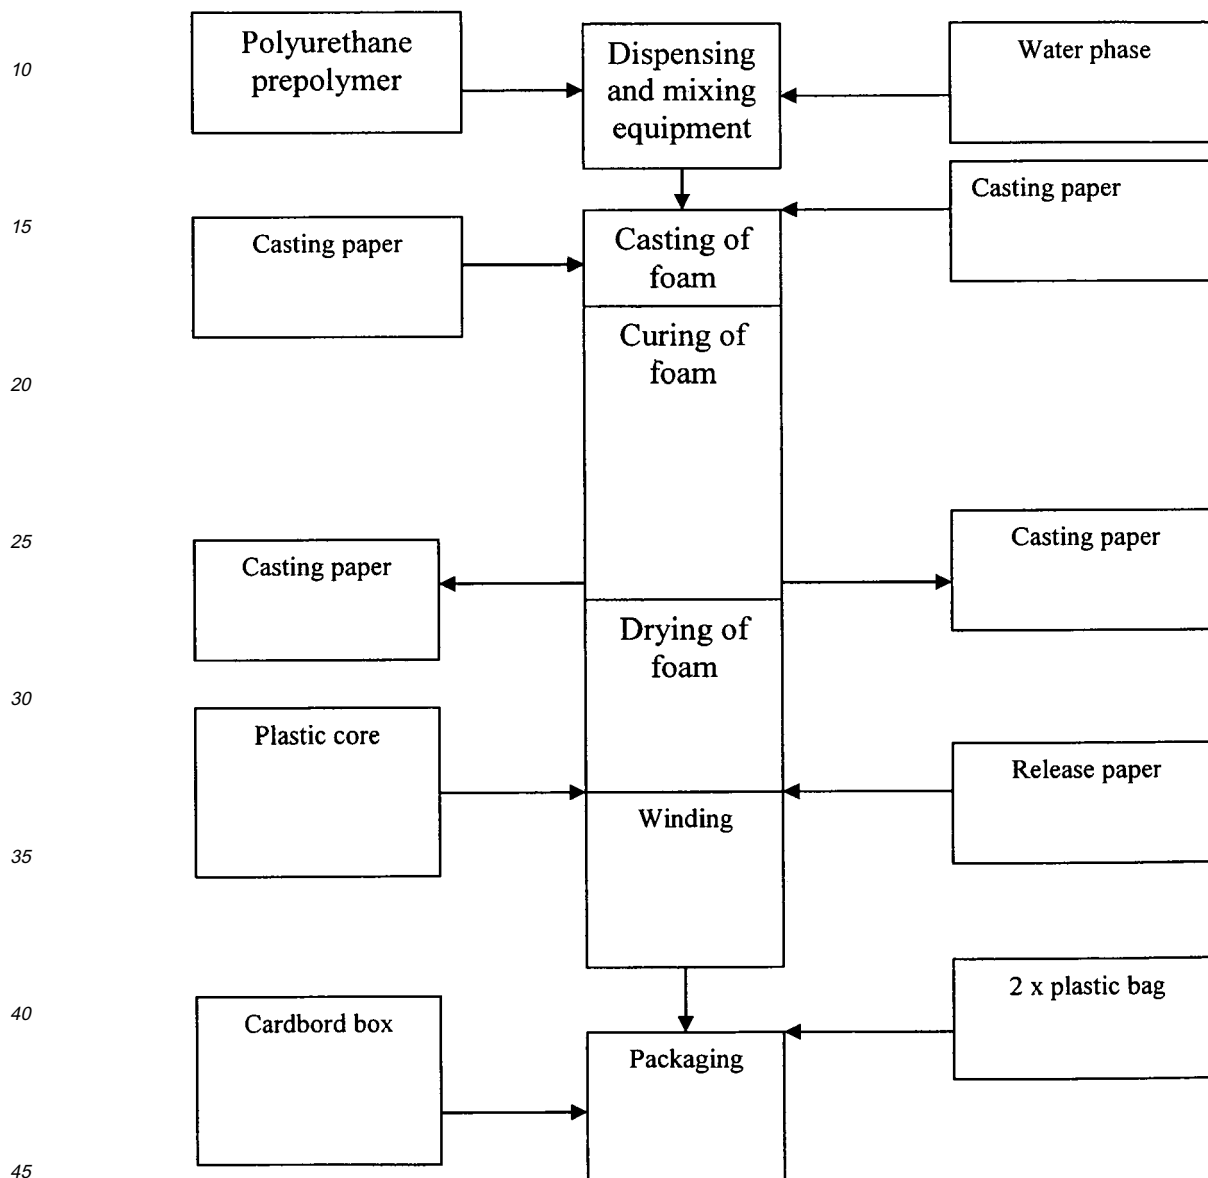 Polyurethane
prepolymer
Dispensing
and mixing
equipment
Water phase
10
Casting paper
15
Casting paper
Casting of
foam
Curing of
foam
20
25
Casting paper
Casting paper
Drying of
foam
30
Plastic core
Release paper
Winding
35
2 x plastic bag
40
Cardbord box
Packaging
45